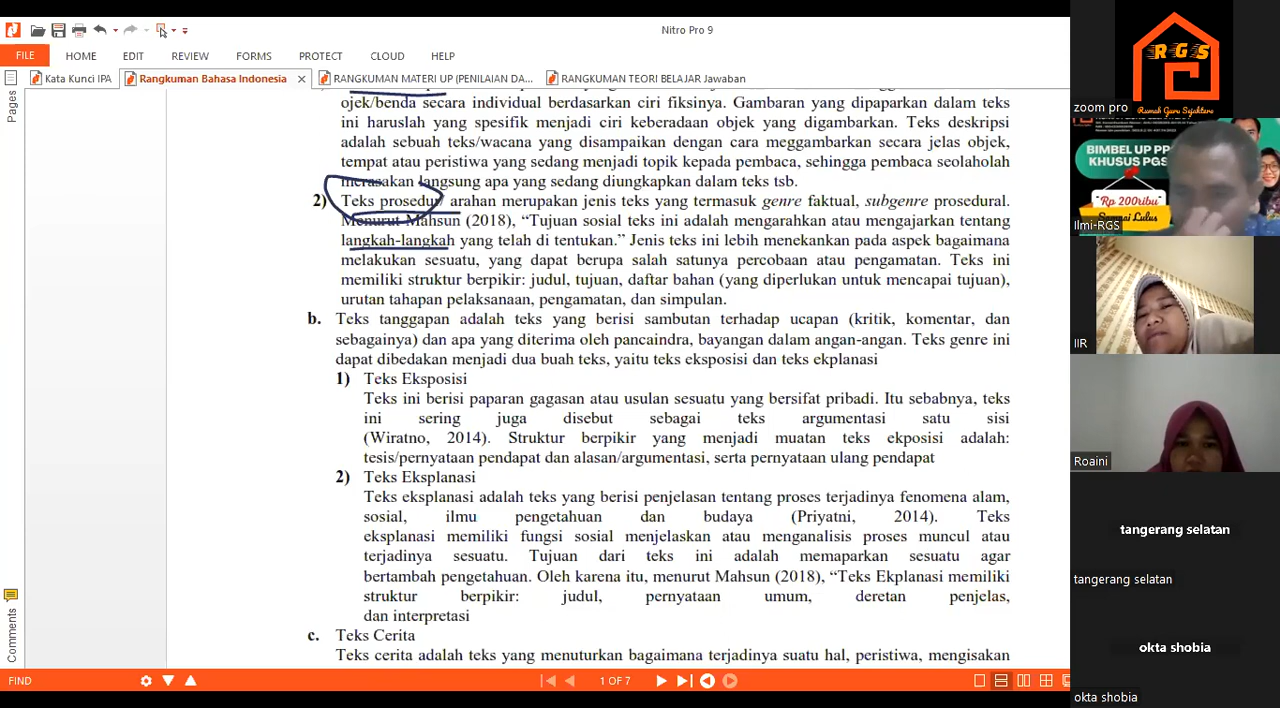 Nitro Pro 9
FILE HOME EDIT REVIEW FORMS PROTECT CLOUD HELP
Kata Kunci IPA Rangkuman Bahasa Indonesia RANGKUMAN MATERI UP (PENILAIAN DA... RANGKUMAN TEORI BELAJAR Jawaban
Pages
ojek/benda secara individual berdasarkan ciri fiksinya. Gambaran yang dipaparkan dalam teks
ini haruslah yang spesifik menjadi ciri keberadaan objek yang digambarkan. Teks deskripsi
adalah sebuah teks/wacana yang disampaikan dengan cara meggambarkan secara jelas objek,
tempat atau peristiwa yang sedang menjadi topik kepada pembaca, sehingga pembaca seolaholah
merasakan langsung apa yang sedang diungkapkan dalam teks tsb.
2) Teks prosedur/ arahan merupakan jenis teks yang termasuk genre faktual, subgenre prosedural.
Menurut Mahsun (2018), “Tujuan sosial teks ini adalah mengarahkan atau mengajarkan tentang
langkah-langkah yang telah di tentukan.” Jenis teks ini lebih menekankan pada aspek bagaimana
melakukan sesuatu, yang dapat berupa salah satunya percobaan atau pengamatan. Teks ini
memiliki struktur berpikir: judul, tujuan, daftar bahan (yang diperlukan untuk mencapai tujuan),
urutan tahapan pelaksanaan, pengamatan, dan simpulan.
b. Teks tanggapan adalah teks yang berisi sambutan terhadap ucapan (kritik, komentar, dan
sebagainya) dan apa yang diterima oleh pancaindra, bayangan dalam angan-angan. Teks genre ini
dapat dibedakan menjadi dua buah teks, yaitu teks eksposisi dan teks ekplanasi
1) Teks Eksposisi
Teks ini berisi paparan gagasan atau usulan sesuatu yang bersifat pribadi. Itu sebabnya, teks
ini sering juga disebut sebagai teks argumentasi satu sisi
(Wiratno, 2014). Struktur berpikir yang menjadi muatan teks ekposisi adalah:
tesis/pernyataan pendapat dan alasan/argumentasi, serta pernyataan ulang pendapat
2) Teks Eksplanasi
Teks eksplanasi adalah teks yang berisi penjelasan tentang proses terjadinya fenomena alam,
sosial, ilmu pengetahuan dan budaya (Priyatni, 2014). Teks
eksplanasi memiliki fungsi sosial menjelaskan atau menganalisis proses muncul atau
terjadinya sesuatu. Tujuan dari teks ini adalah memaparkan sesuatu agar
bertambah pengetahuan. Oleh karena itu, menurut Mahsun (2018), “Teks Ekplanasi memiliki
struktur berpikir: judul, pernyataan umum, deretan penjelas,
dan interpretasi
c. Teks Cerita
Teks cerita adalah teks yang menuturkan bagaimana terjadinya suatu hal, peristiwa, mengisakan
Comments
FIND 1 OF 7
RGS
Rumah Guru Sejahtera
zoom pro
BIMBEL UP PPG
KHUSUS PGS
"Rp 200ribu"
Sampai Lulus
Ilmi-RGS
IIR
Roaini
tangerang selatan
tangerang selatan
okta shobia
okta shobia